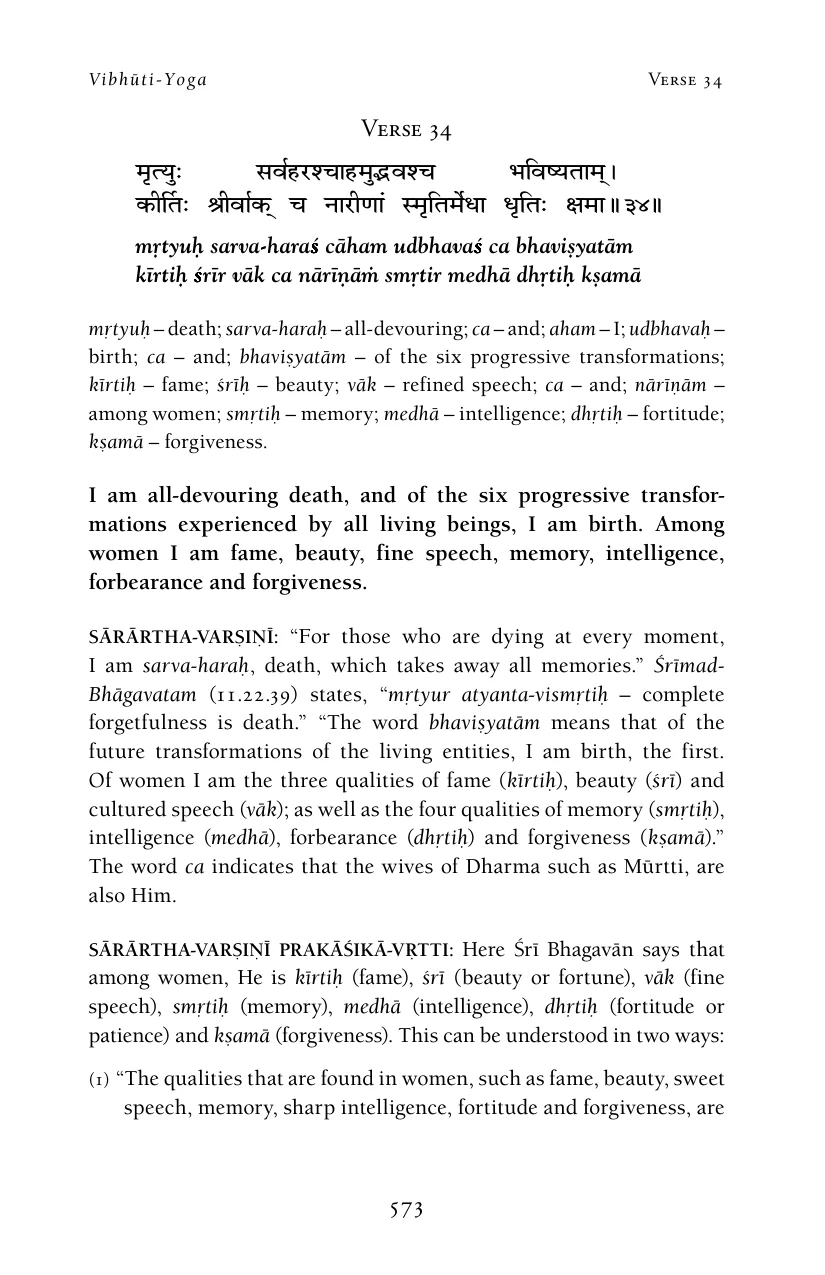 Vibhūti-Yoga VERSE 34
VERSE 34
मृत्युः सर्वहरश्चाहमुद्भवश्च भविष्यताम्।
कीर्तिः श्रीर्वाक् च नारीणां स्मृतिर्मेधा धृतिः क्षमा॥३४॥
mṛtyuḥ sarva-haraś cāham udbhavaś ca bhaviṣyatām
kīrtiḥ śrīr vāk ca nārīṇāṁ smṛtir medhā dhṛtiḥ kṣamā
mṛtyuḥ – death; sarva-haraḥ – all-devouring; ca – and; aham – I; udbhavaḥ –
birth; ca – and; bhaviṣyatām – of the six progressive transformations;
kīrtiḥ – fame; śrīḥ – beauty; vāk – refined speech; ca – and; nārīṇām –
among women; smṛtiḥ – memory; medhā – intelligence; dhṛtiḥ – fortitude;
kṣamā – forgiveness.
I am all-devouring death, and of the six progressive transfor-
mations experienced by all living beings, I am birth. Among
women I am fame, beauty, fine speech, memory, intelligence,
forbearance and forgiveness.
SĀRĀRTHA-VARṢIṆĪ: “For those who are dying at every moment,
I am sarva-haraḥ, death, which takes away all memories.” Śrīmad-
Bhāgavatam (11.22.39) states, “mṛtyur atyanta-vismṛtiḥ – complete
forgetfulness is death.” “The word bhaviṣyatām means that of the
future transformations of the living entities, I am birth, the first.
Of women I am the three qualities of fame (kīrtiḥ), beauty (śrī) and
cultured speech (vāk); as well as the four qualities of memory (smṛtiḥ),
intelligence (medhā), forbearance (dhṛtiḥ) and forgiveness (kṣamā).”
The word ca indicates that the wives of Dharma such as Mūrtti, are
also Him.
SĀRĀRTHA-VARṢIṆĪ PRAKĀŚIKĀ-VṚTTI: Here Śrī Bhagavān says that
among women, He is kīrtiḥ (fame), śrī (beauty or fortune), vāk (fine
speech), smṛtiḥ (memory), medhā (intelligence), dhṛtiḥ (fortitude or
patience) and kṣamā (forgiveness). This can be understood in two ways:
(1) “The qualities that are found in women, such as fame, beauty, sweet
speech, memory, sharp intelligence, fortitude and forgiveness, are
573